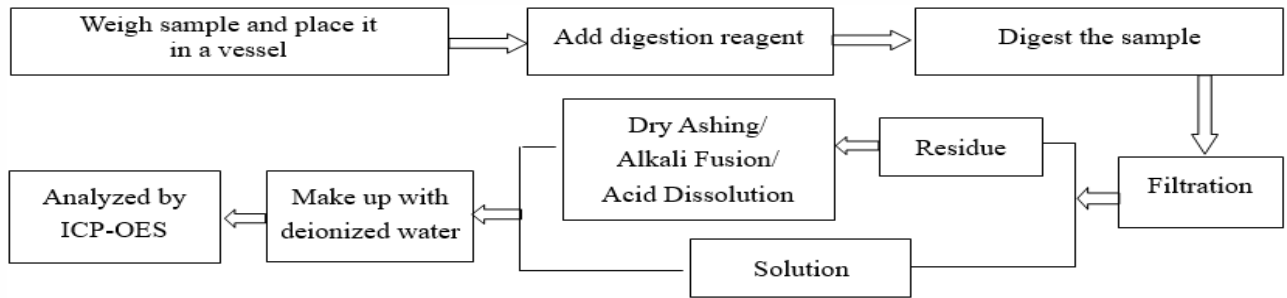 Weigh sample and place it
in a vessel
Add digestion reagent
Digest the sample
Filtration
Residue
Dry Ashing/
Alkali Fusion/
Acid Dissolution
Solution
Make up with
deionized water
Analyzed by
ICP-OES